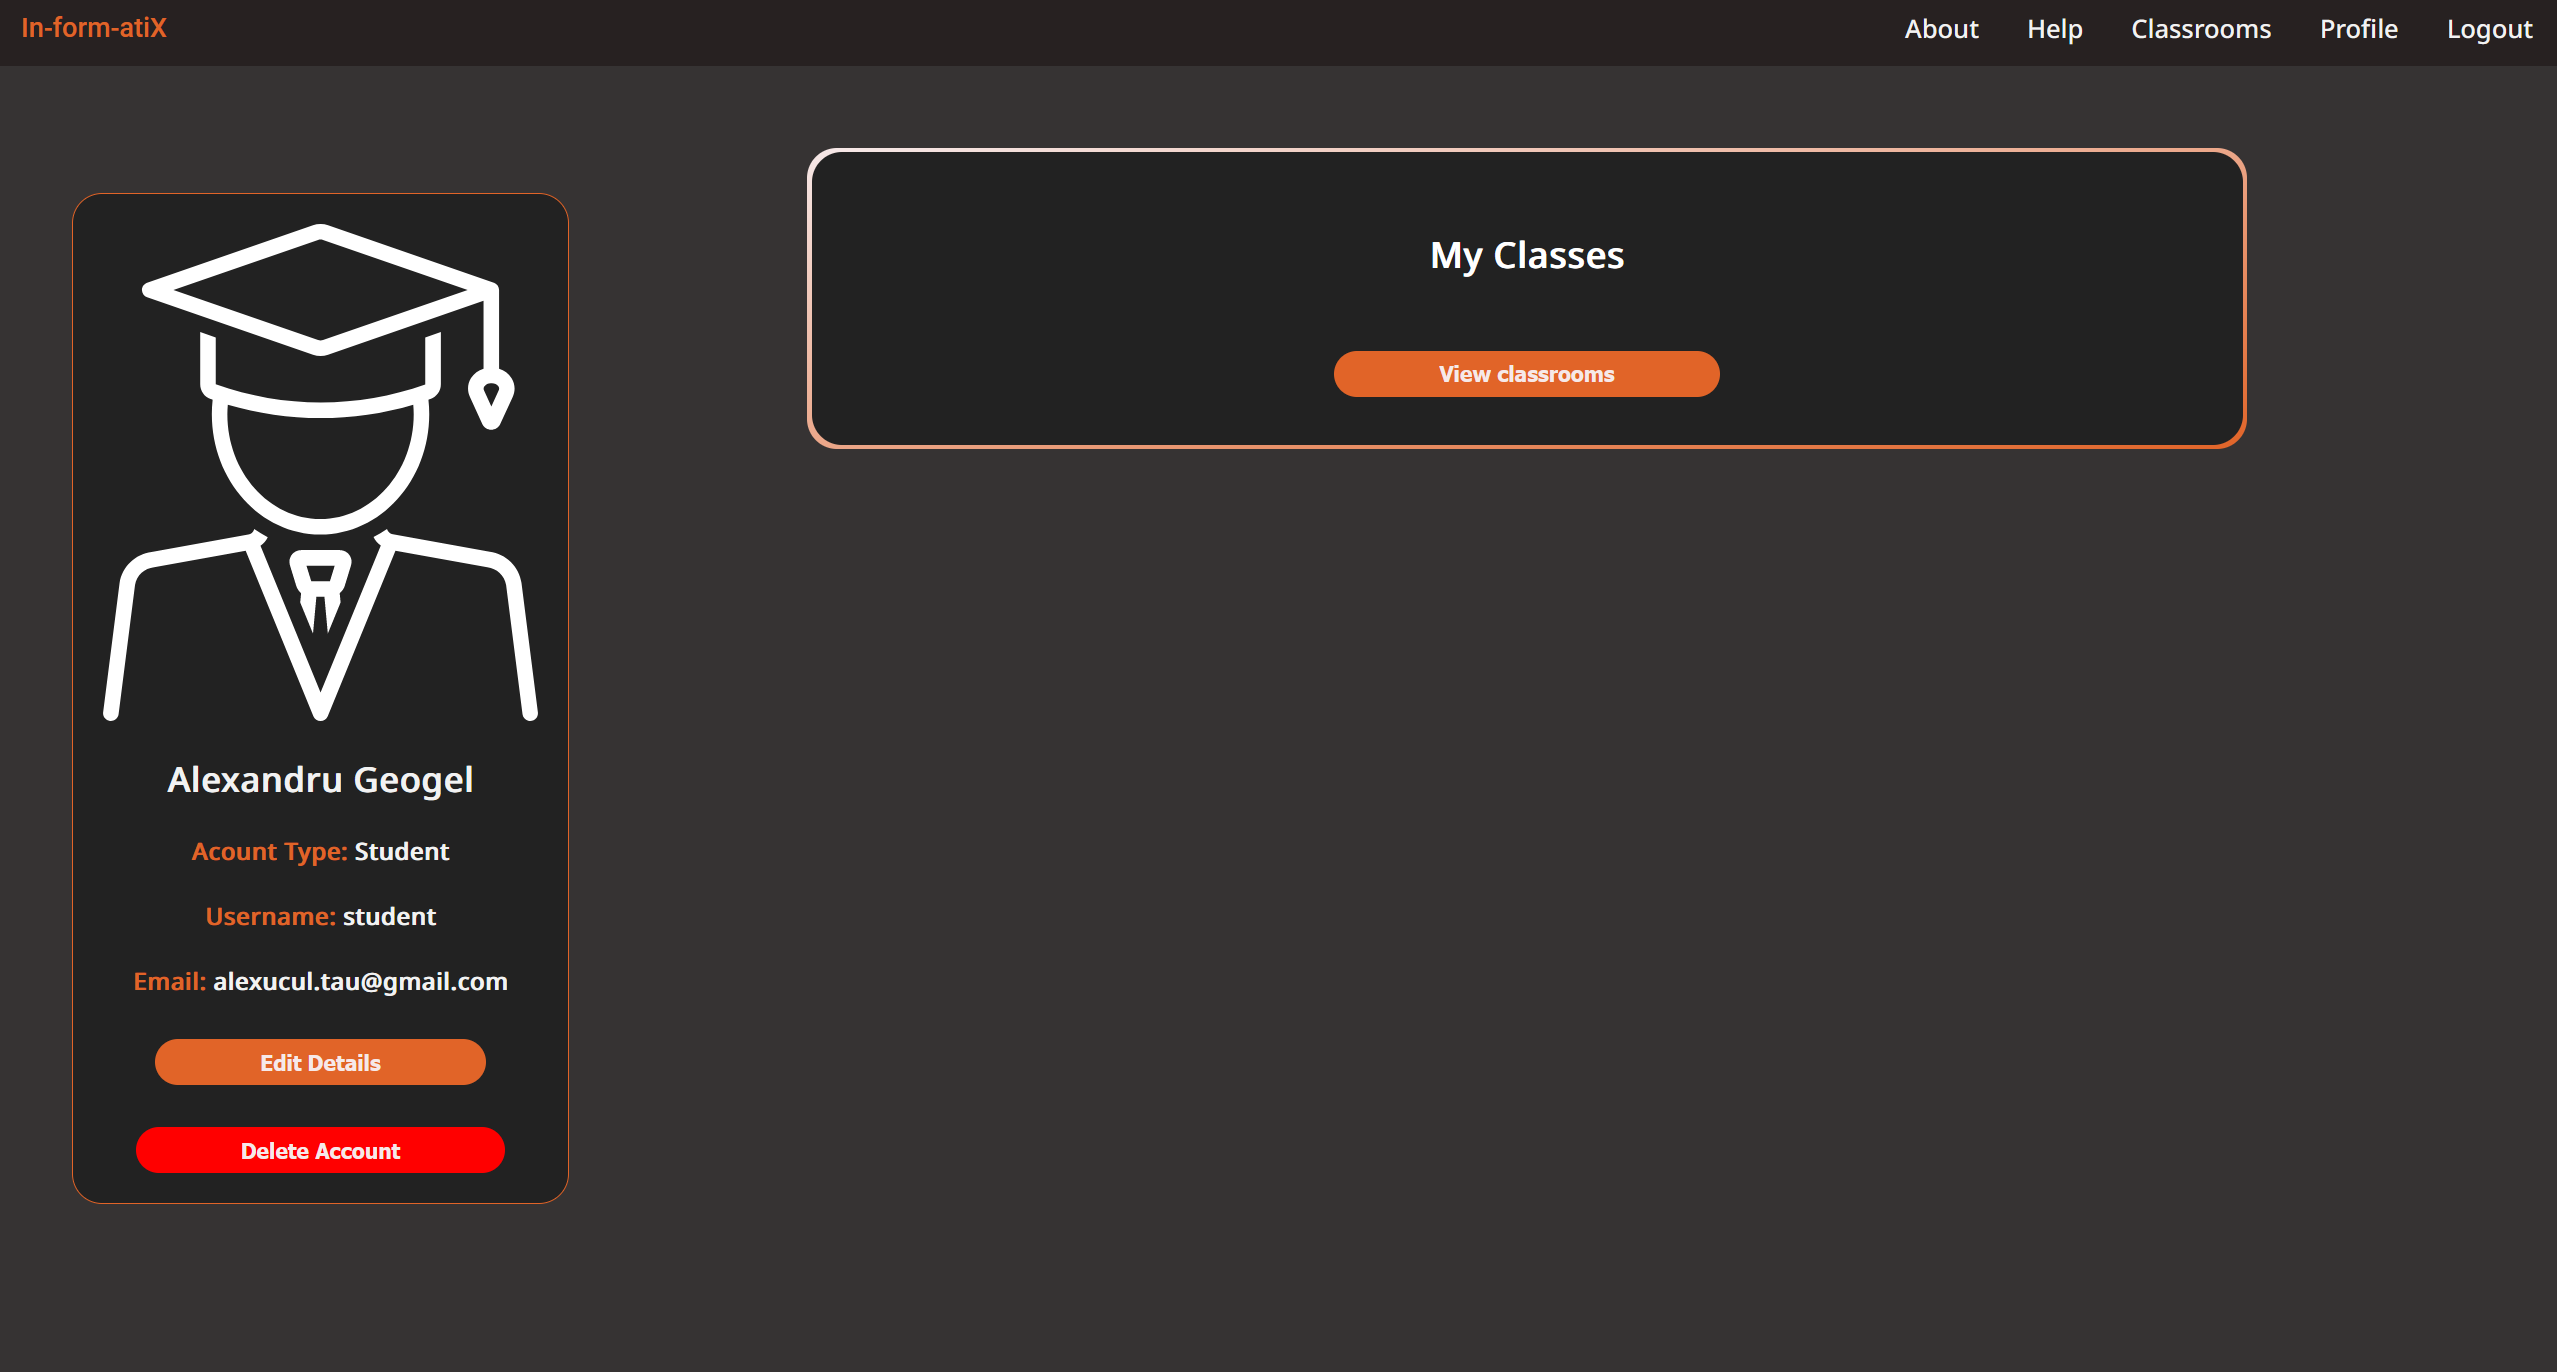 In-form-atiX
About Help Classrooms Profile Logout
My Classes
View classrooms
Alexandru Geogel
Acount Type: Student
Username: student
Email: alexucul.tau@gmail.com
Edit Details
Delete Account